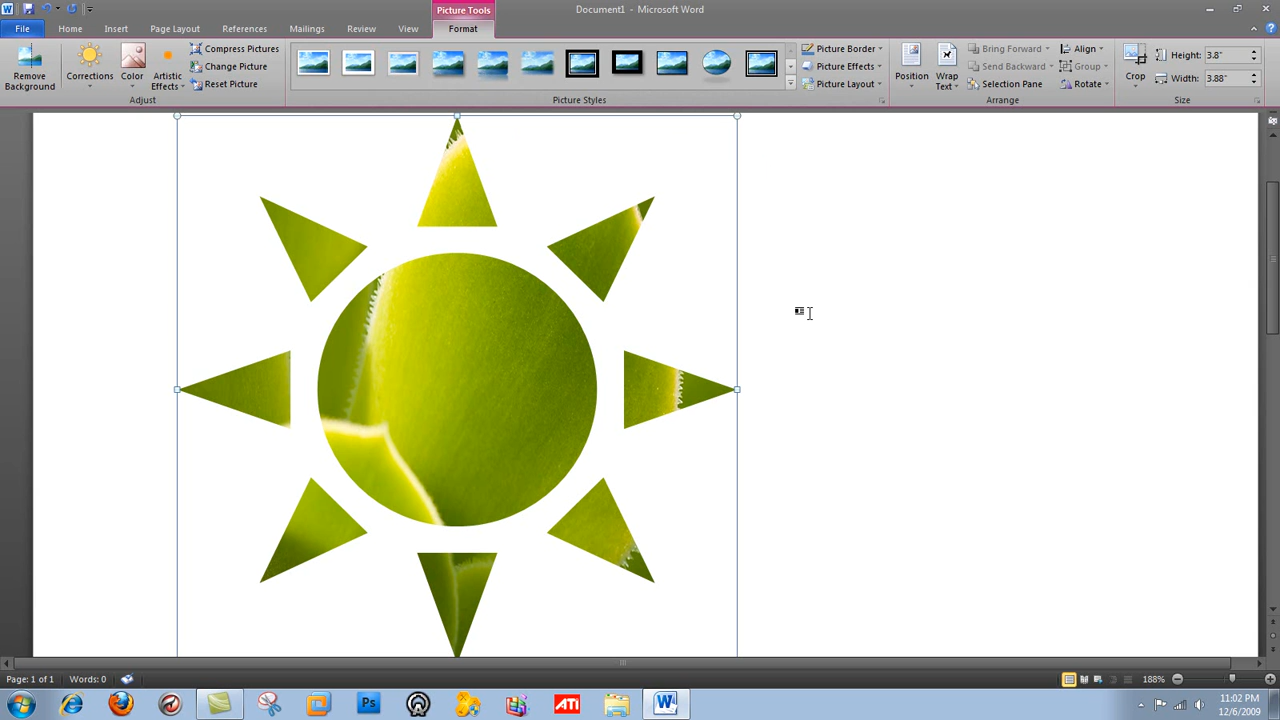 Picture Tools
Document1 - Microsoft Word
File Home Insert Page Layout References Mailings Review View Format
Remove Background
Corrections
Color
Artistic Effects
Compress Pictures
Change Picture
Reset Picture
Adjust
Picture Styles
Picture Border
Picture Effects
Picture Layout
Position
Wrap Text
Bring Forward
Send Backward
Selection Pane
Align
Group
Rotate
Arrange
Crop
Height: 3.8"
Width: 3.88"
Size
Page: 1 of 1 Words: 0 188%
Ps ATI W
11:02 PM
12/6/2009